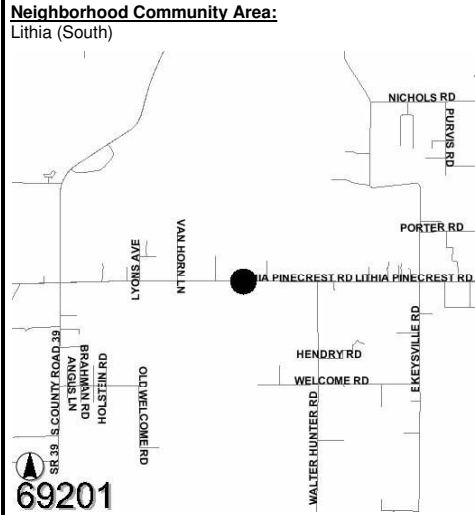 Neighborhood Community Area:
Lithia (South)
NICHOLS RD
PURVIS RD
PORTER RD
VAN HORN LN
LYONS AVE
PINECREST RD LITHIA PINECREST RD
S COUNTY ROAD 39
SR 39
BRAHMAN RD
ANGUS LN
HOLSTEIN RD
OLD WELCOME RD
HENDRY RD
WELCOME RD
WALTER HUNTER RD
E KEYSVILLE RD
69201